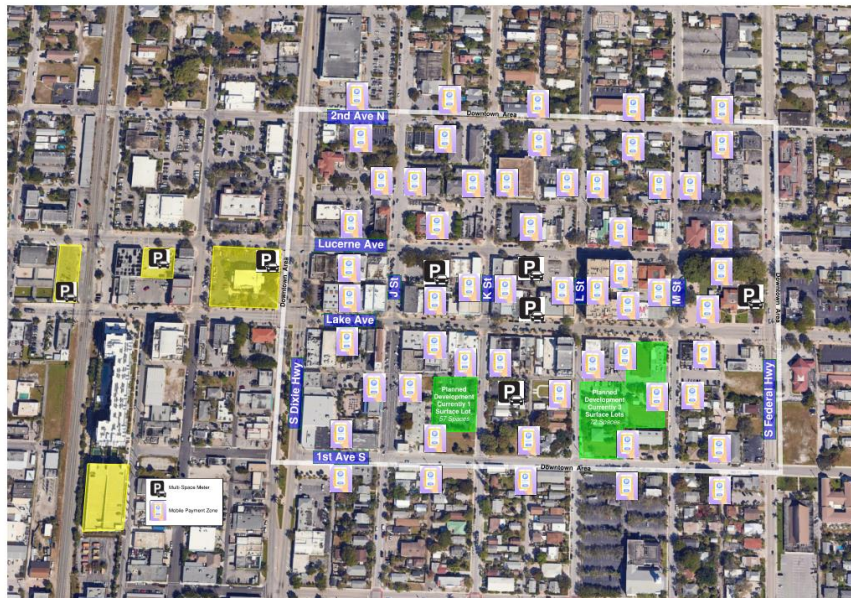 2nd Ave N
Downtown Area
Lucerne Ave
Downtown Area
J St
K St
L St
M St
Downtown Area
Lake Ave
S Dixie Hwy
S Federal Hwy
Planned
Development
Currently 1
Surface Lot
57 Spaces
Planned
Development
Currently 3
Surface Lots
72 Spaces
1st Ave S
Downtown Area
P
P
P
P
P
P
P
P
P
Multi Space Meter
Mobile Payment Zone